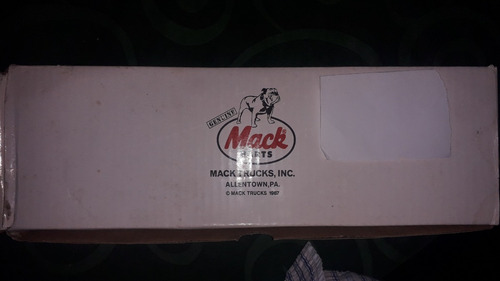 GENUINE
Mack
PARTS
MACK TRUCKS, INC.
ALLENTOWN, PA.
© MACK TRUCKS 1987